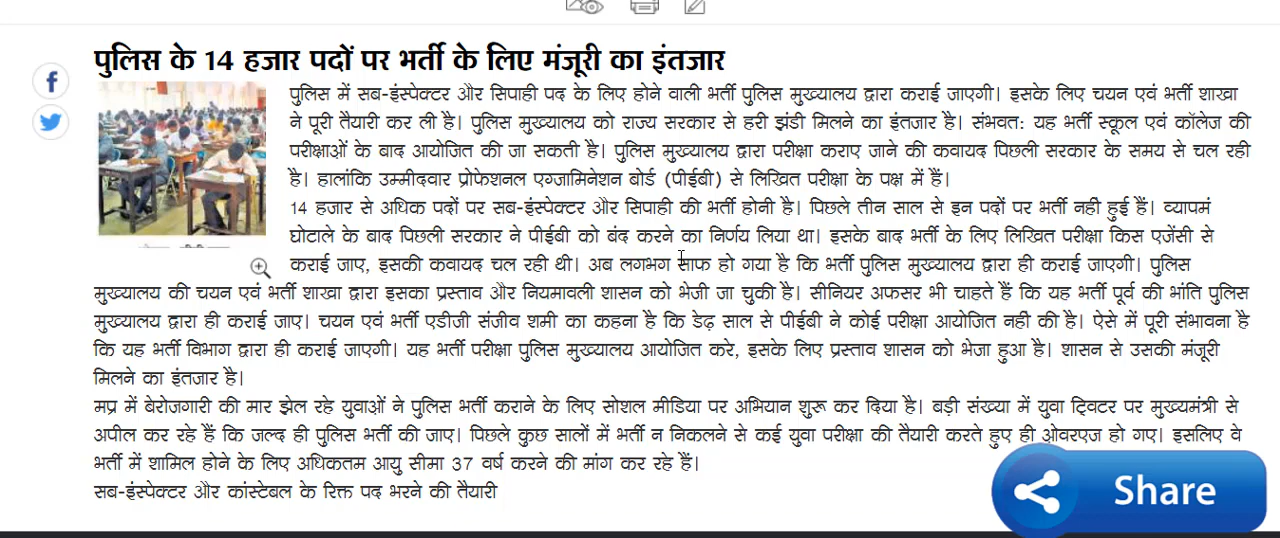 पुलिस के 14 हजार पदों पर भर्ती के लिए मंजूरी का इंतजार
पुलिस में सब-इंस्पेक्टर और सिपाही पद के लिए होने वाली भर्ती पुलिस मुख्यालय द्वारा कराई जाएगी। इसके लिए चयन एवं भर्ती शाखा
ने पूरी तैयारी कर ली है। पुलिस मुख्यालय को राज्य सरकार से हरी झंडी मिलने का इंतजार है। संभवत: यह भर्ती स्कूल एवं कॉलेज की
परीक्षाओं के बाद आयोजित की जा सकती है। पुलिस मुख्यालय द्वारा परीक्षा कराए जाने की कवायद पिछली सरकार के समय से चल रही
है। हालांकि उम्मीदवार प्रोफेशनल एग्जामिनेशन बोर्ड (पीईबी) से लिखित परीक्षा के पक्ष में हैं।
14 हजार से अधिक पदों पर सब-इंस्पेक्टर और सिपाही की भर्ती होनी है। पिछले तीन साल से इन पदों पर भर्ती नहीं हुई हैं। व्यापमं
घोटाले के बाद पिछली सरकार ने पीईबी को बंद करने का निर्णय लिया था। इसके बाद भर्ती के लिए लिखित परीक्षा किस एजेंसी से
कराई जाए, इसकी कवायद चल रही थी। अब लगभग साफ हो गया है कि भर्ती पुलिस मुख्यालय द्वारा ही कराई जाएगी। पुलिस
मुख्यालय की चयन एवं भर्ती शाखा द्वारा इसका प्रस्ताव और नियमावली शासन को भेजी जा चुकी है। सीनियर अफसर भी चाहते हैं कि यह भर्ती पूर्व की भांति पुलिस
मुख्यालय द्वारा ही कराई जाए। चयन एवं भर्ती एडीजी संजीव शमी का कहना है कि डेढ़ साल से पीईबी ने कोई परीक्षा आयोजित नहीं की है। ऐसे में पूरी संभावना है
कि यह भर्ती विभाग द्वारा ही कराई जाएगी। यह भर्ती परीक्षा पुलिस मुख्यालय आयोजित करे, इसके लिए प्रस्ताव शासन को भेजा हुआ है। शासन से उसकी मंजूरी
मिलने का इंतजार है।
मप्र में बेरोजगारी की मार झेल रहे युवाओं ने पुलिस भर्ती कराने के लिए सोशल मीडिया पर अभियान शुरू कर दिया है। बड़ी संख्या में युवा ट्विटर पर मुख्यमंत्री से
अपील कर रहे हैं कि जल्द ही पुलिस भर्ती की जाए। पिछले कुछ सालों में भर्ती न निकलने से कई युवा परीक्षा की तैयारी करते हुए ही ओवरएज हो गए। इसलिए वे
भर्ती में शामिल होने के लिए अधिकतम आयु सीमा 37 वर्ष करने की मांग कर रहे हैं।
सब-इंस्पेक्टर और कांस्टेबल के रिक्त पद भरने की तैयारी
Share